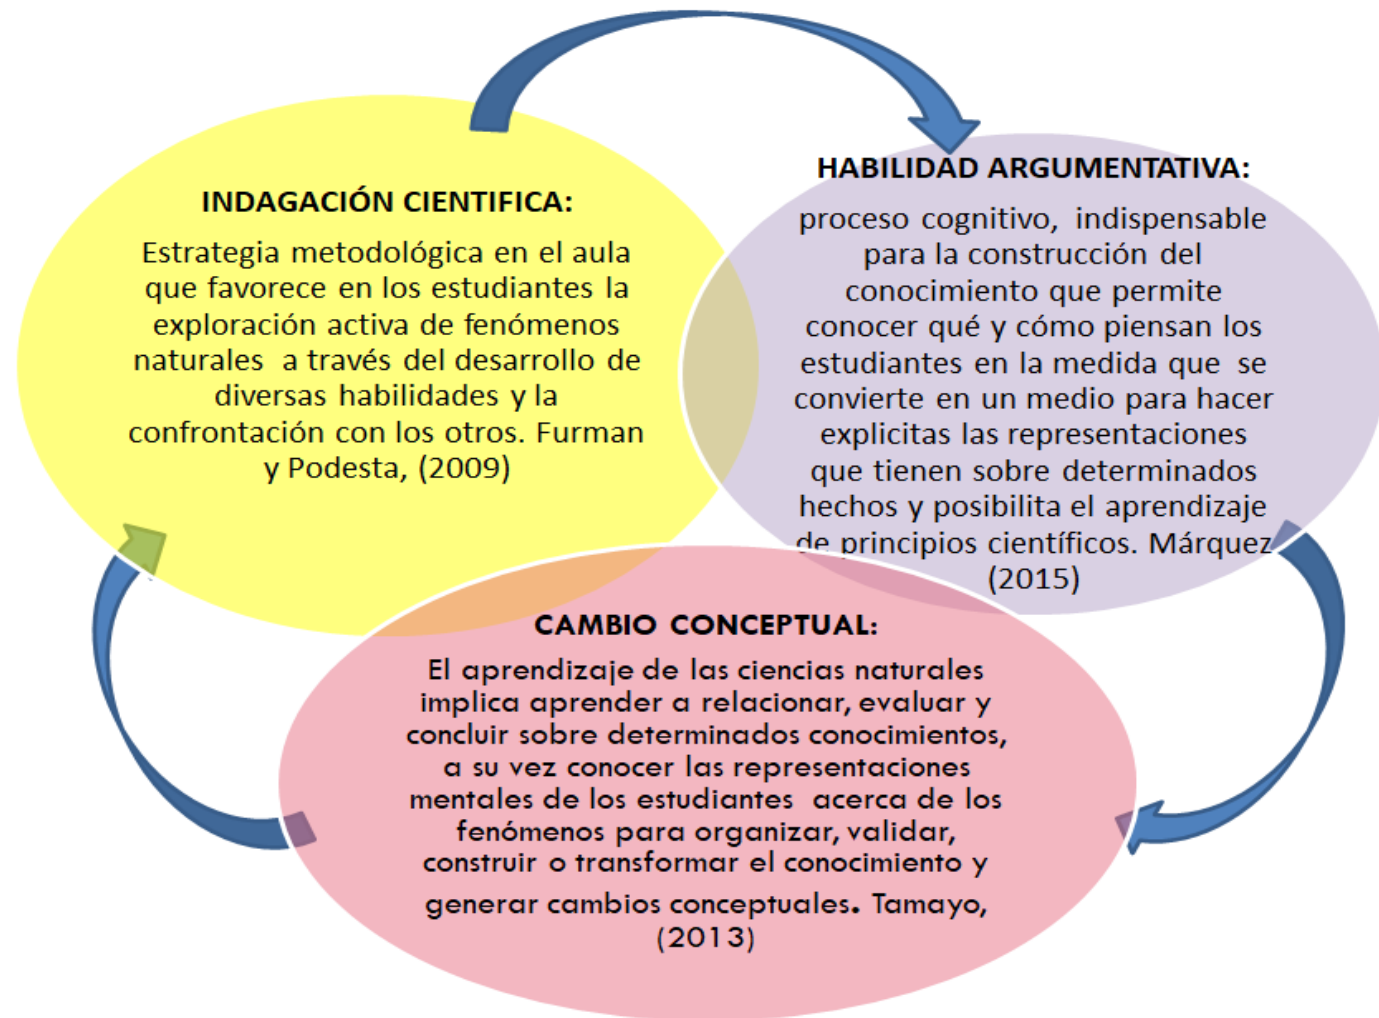 INDAGACIÓN CIENTIFICA:
Estrategia metodológica en el aula
que favorece en los estudiantes la
exploración activa de fenómenos
naturales a través del desarrollo de
diversas habilidades y la
confrontación con los otros. Furman
y Podesta, (2009)
HABILIDAD ARGUMENTATIVA:
proceso cognitivo, indispensable
para la construcción del
conocimiento que permite
conocer qué y cómo piensan los
estudiantes en la medida que se
convierte en un medio para hacer
explicitas las representaciones
que tienen sobre determinados
hechos y posibilita el aprendizaje
de principios científicos. Márquez
(2015)
CAMBIO CONCEPTUAL:
El aprendizaje de las ciencias naturales
implica aprender a relacionar, evaluar y
concluir sobre determinados conocimientos,
a su vez conocer las representaciones
mentales de los estudiantes acerca de los
fenómenos para organizar, validar,
construir o transformar el conocimiento y
generar cambios conceptuales. Tamayo,
(2013)